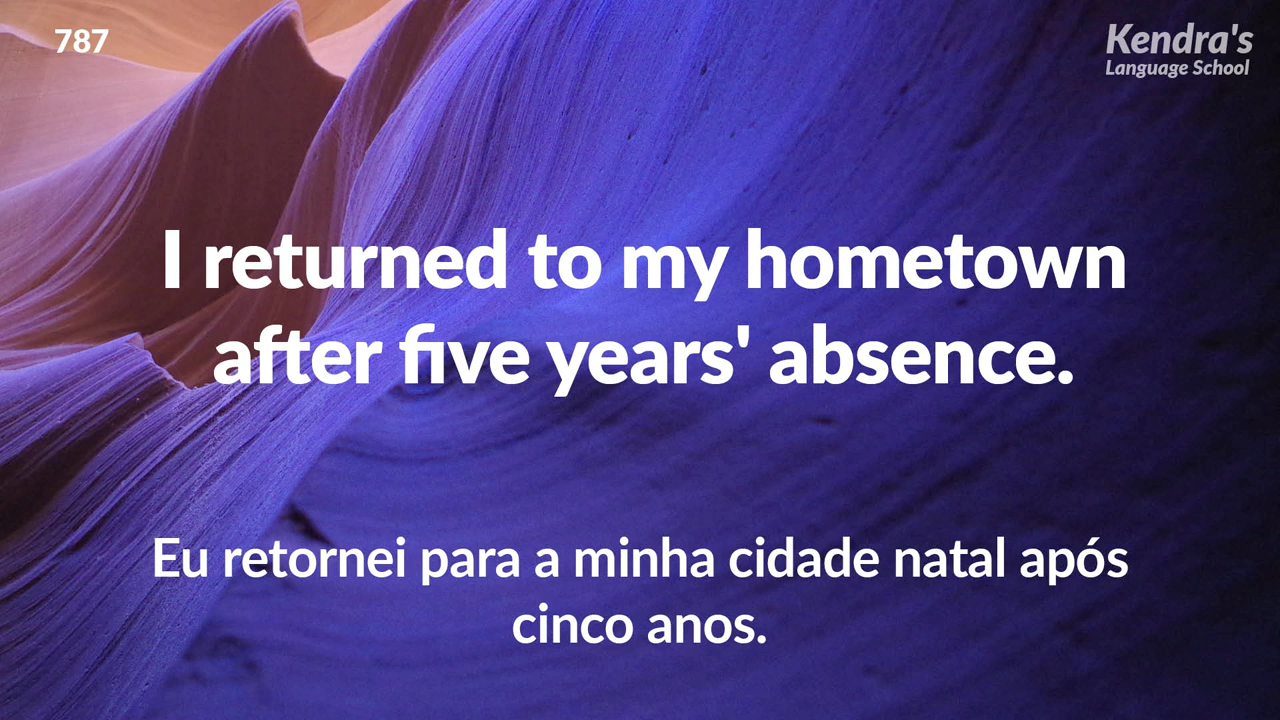 787
Kendra's
Language School
I returned to my hometown
after five years' absence.
Eu retornei para a minha cidade natal após
cinco anos.